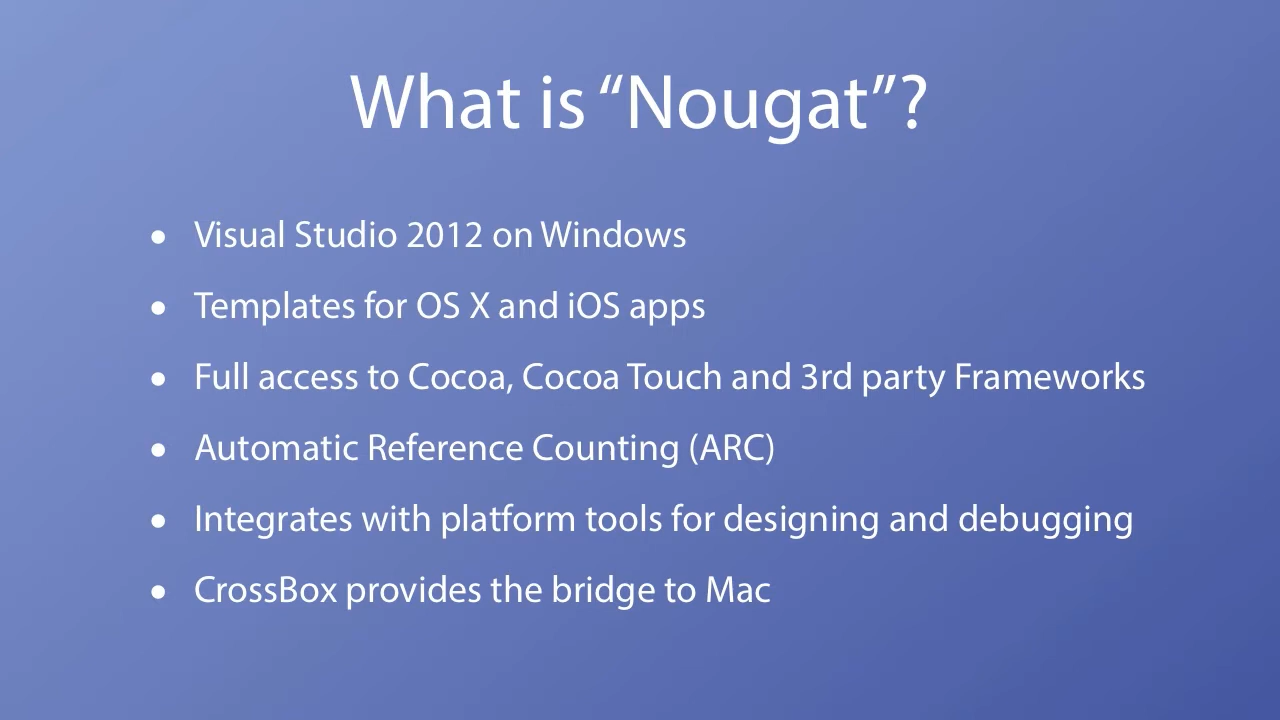 What is “Nougat”?
• Visual Studio 2012 on Windows
• Templates for OS X and iOS apps
• Full access to Cocoa, Cocoa Touch and 3rd party Frameworks
• Automatic Reference Counting (ARC)
• Integrates with platform tools for designing and debugging
• CrossBox provides the bridge to Mac